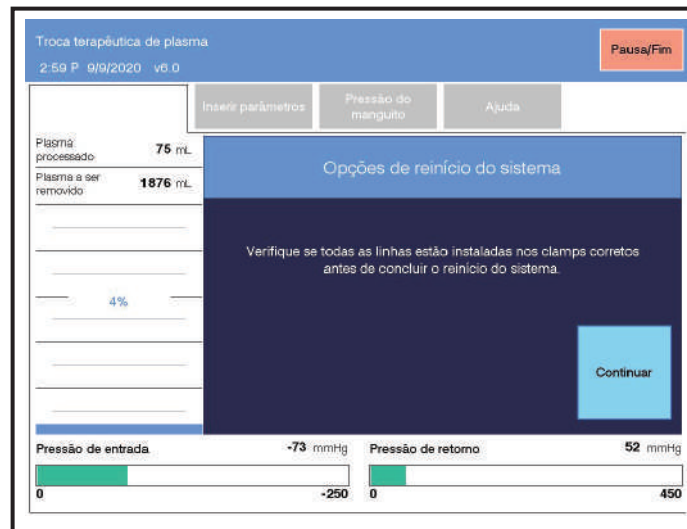 Troca terapêutica de plasma
2:59 P 9/9/2020 v6.0
Pausa/Fim
Inserir parâmetros
Pressão do
manguito
Ajuda
Plasma
processado 75 mL
Plasma a ser
removido 1876 mL
4%
Opções de reinício do sistema
Verifique se todas as linhas estão instaladas nos clamps corretos
antes de concluir o reinício do sistema.
Continuar
Pressão de entrada -73 mmHg
0 -250
Pressão de retorno 52 mmHg
0 450